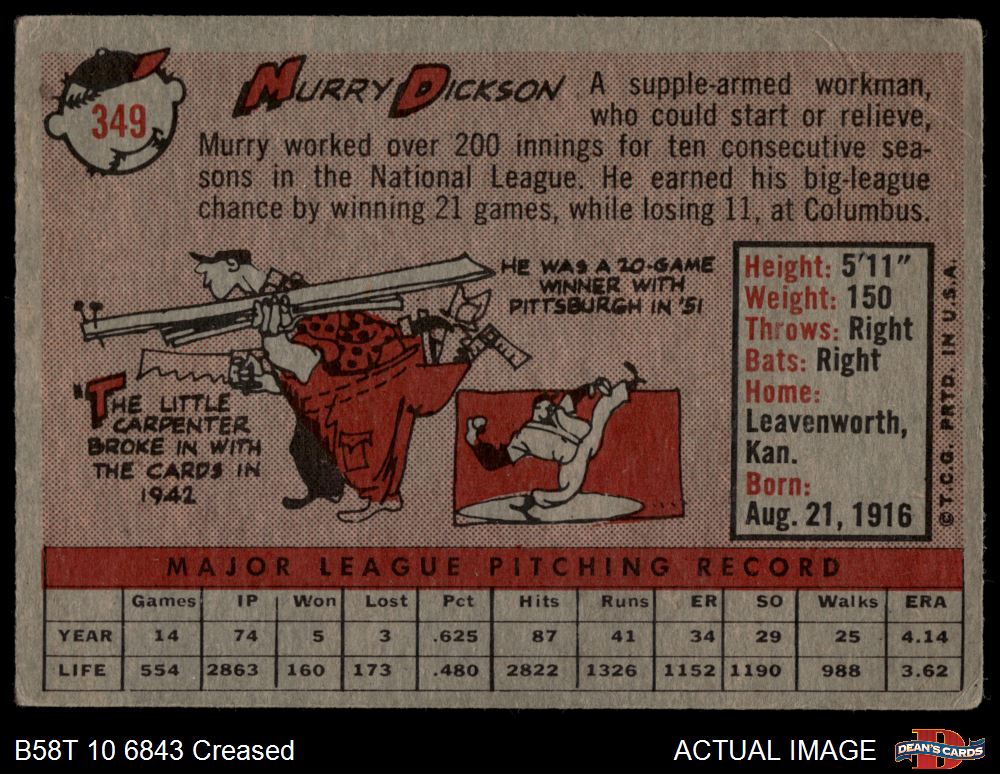 349
MURRY DICKSON
A supple-armed workman,
who could start or relieve,
Murry worked over 200 innings for ten consecutive sea-
sons in the National League. He earned his big-league
chance by winning 21 games, while losing 11, at Columbus.
HE WAS A 20-GAME
WINNER WITH
PITTSBURGH IN '51
"THE LITTLE
CARPENTER
BROKE IN WITH
THE CARDS IN
1942
Height: 5'11"
Weight: 150
Throws: Right
Bats: Right
Home:
Leavenworth,
Kan.
Born:
Aug. 21, 1916
© T.C.G. PRTD. IN U.S.A.
MAJOR LEAGUE PITCHING RECORD
Games IP Won Lost Pct Hits Runs ER SO Walks ERA
YEAR 14 74 5 3 .625 87 41 34 29 25 4.14
LIFE 554 2863 160 173 .480 2822 1326 1152 1190 988 3.62
B58T 10 6843 Creased
ACTUAL IMAGE
D
DEAN'S CARDS